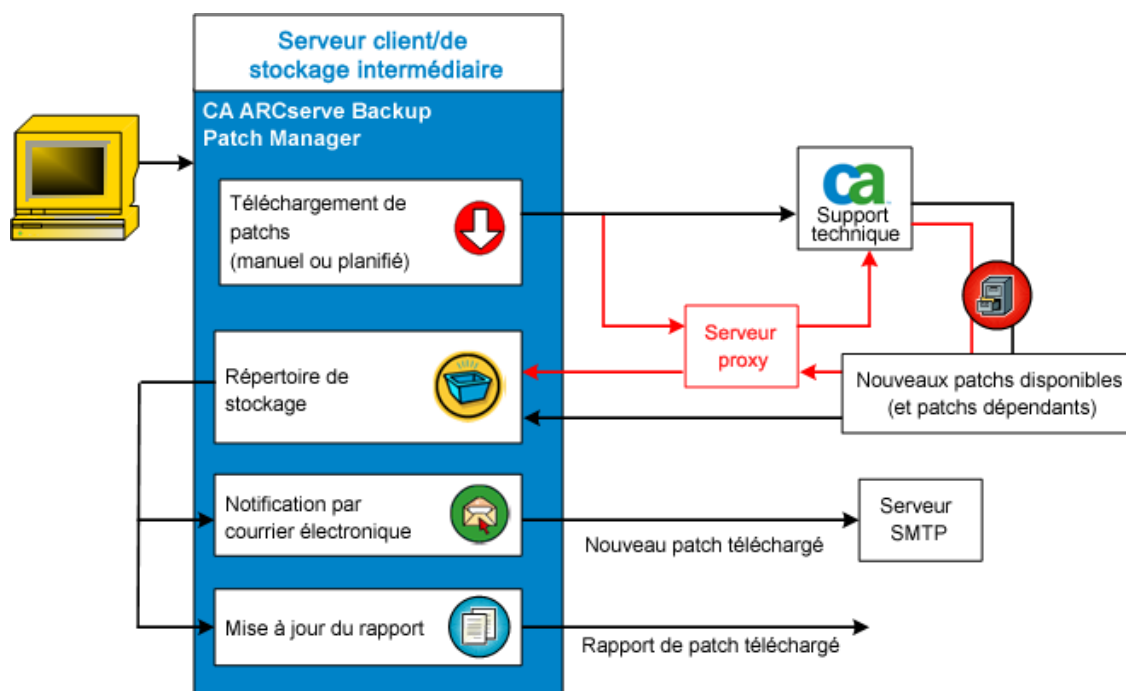 Serveur client/de
stockage intermédiaire
CA ARCserve Backup
Patch Manager
Téléchargement de
patchs
(manuel ou planifié)
ca
Support
technique
Serveur
proxy
Répertoire de
stockage
Nouveaux patchs disponibles
(et patchs dépendants)
Notification par
courrier électronique
Nouveau patch téléchargé
Serveur
SMTP
Mise à jour du rapport
Rapport de patch téléchargé